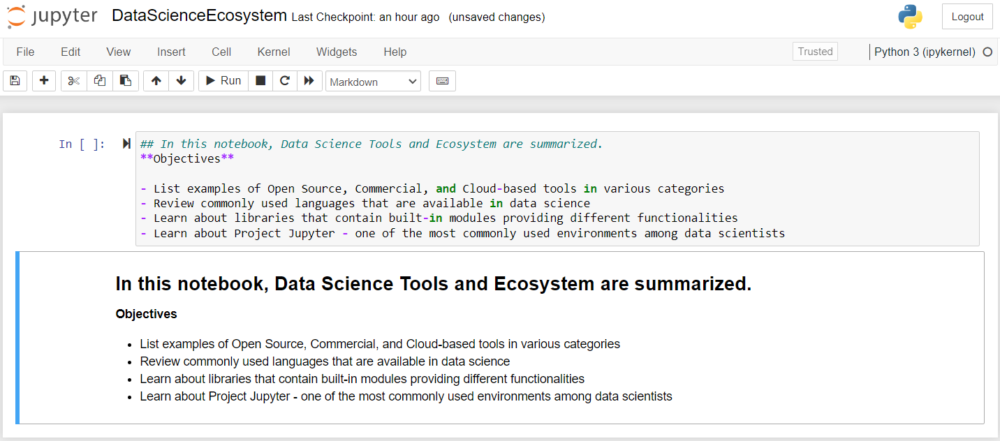 jupyter DataScienceEcosystem Last Checkpoint: an hour ago (unsaved changes) Logout
File Edit View Insert Cell Kernel Widgets Help Trusted Python 3 (ipykernel)
Run Markdown
In [ ]: ## In this notebook, Data Science Tools and Ecosystem are summarized.
**Objectives**
- List examples of Open Source, Commercial, and Cloud-based tools in various categories
- Review commonly used languages that are available in data science
- Learn about libraries that contain built-in modules providing different functionalities
- Learn about Project Jupyter - one of the most commonly used environments among data scientists
In this notebook, Data Science Tools and Ecosystem are summarized.
Objectives
• List examples of Open Source, Commercial, and Cloud-based tools in various categories
• Review commonly used languages that are available in data science
• Learn about libraries that contain built-in modules providing different functionalities
• Learn about Project Jupyter - one of the most commonly used environments among data scientists